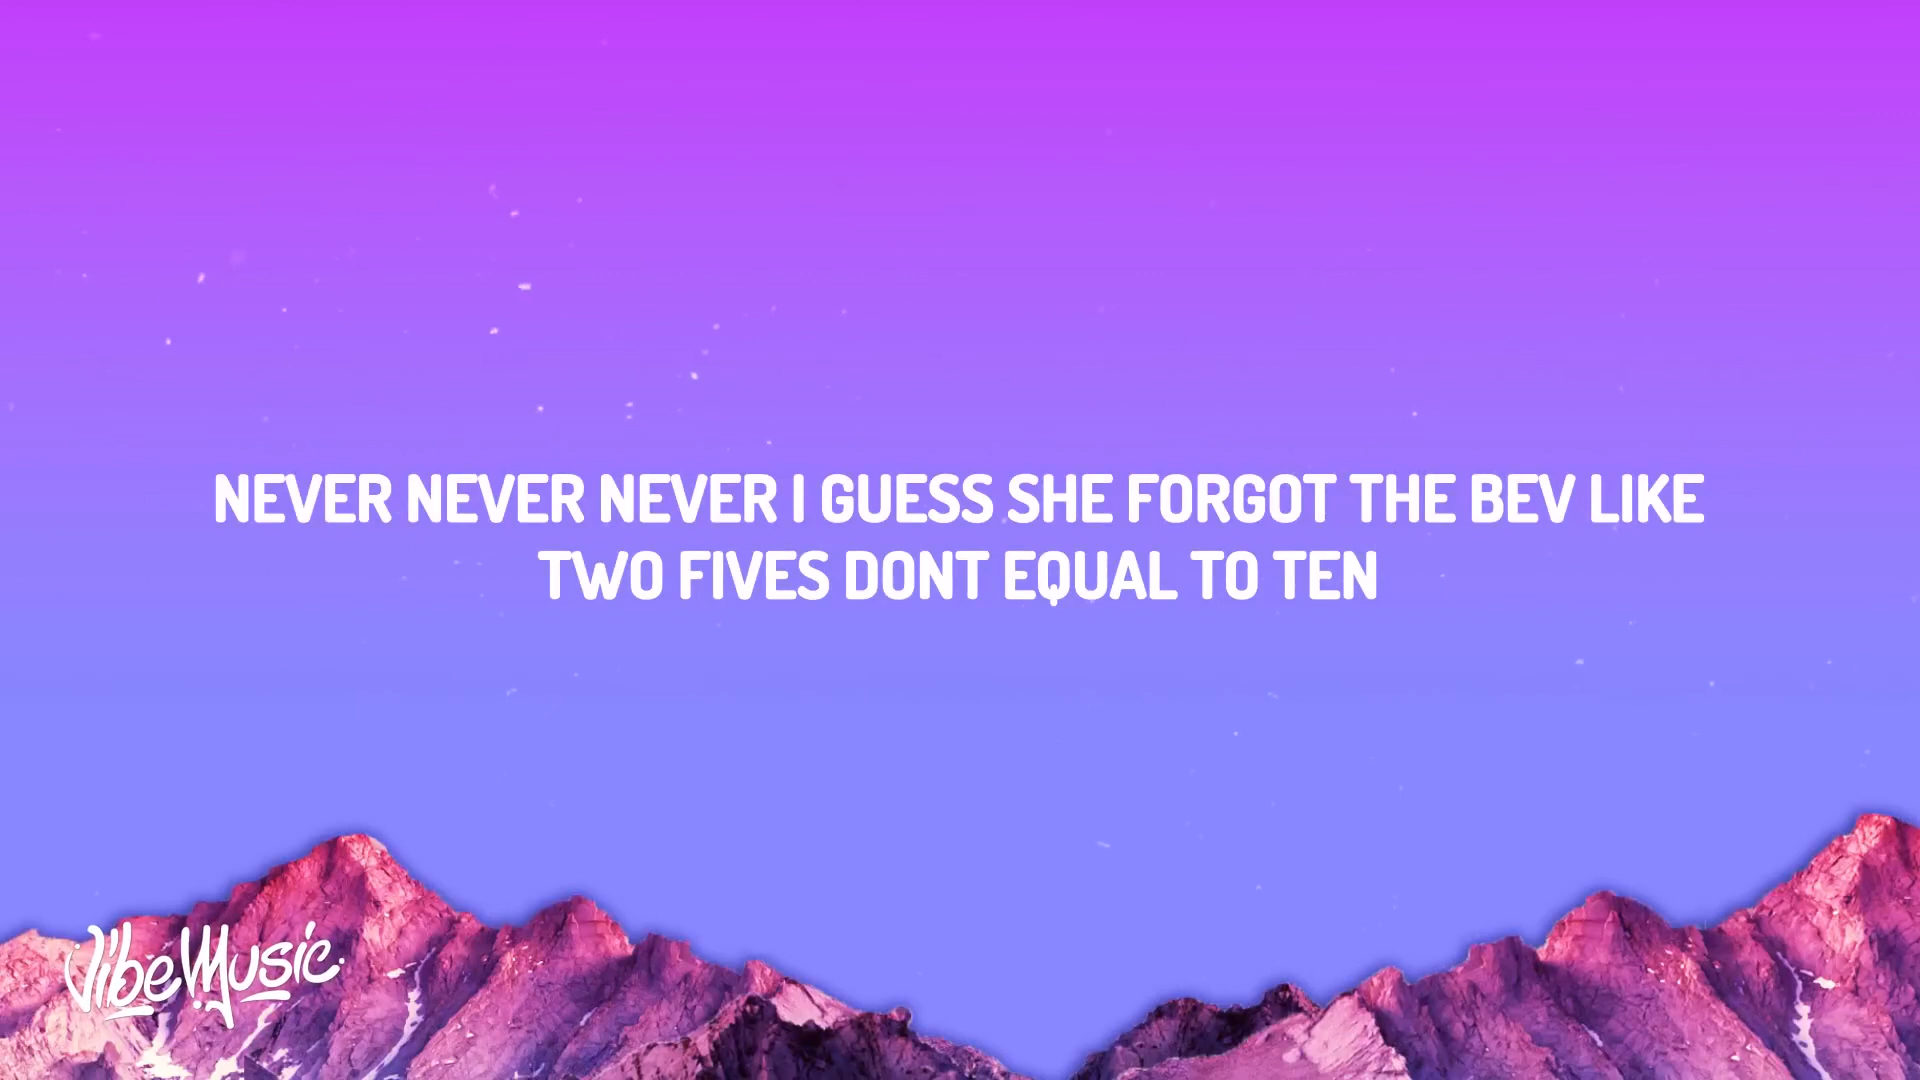 NEVER NEVER NEVER I GUESS SHE FORGOT THE BEV LIKE
TWO FIVES DONT EQUAL TO TEN
VibeMusic.